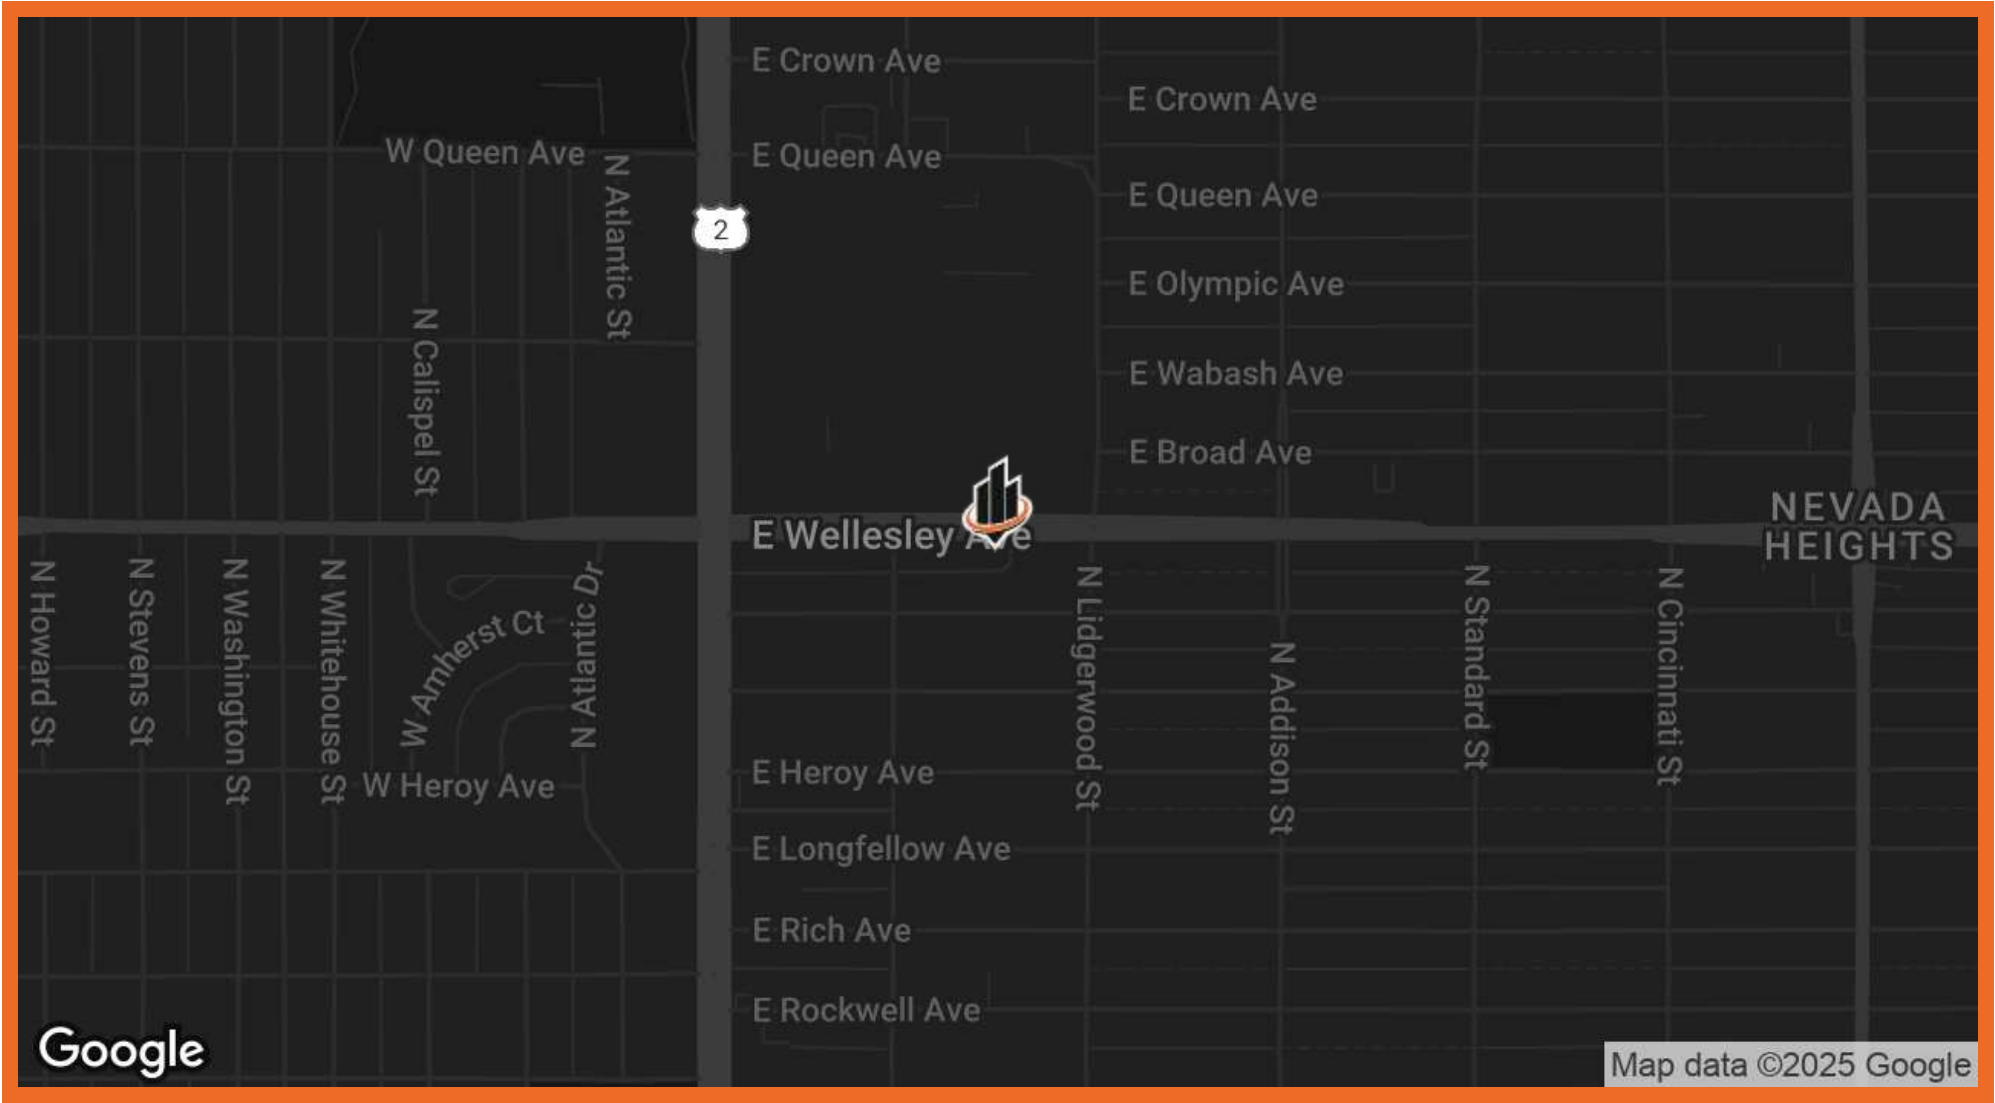 E Crown Ave
E Crown Ave
W Queen Ave
E Queen Ave
N Atlantic St
E Queen Ave
2
E Olympic Ave
N Calispel St
E Wabash Ave
E Broad Ave
NEVADA
HEIGHTS
E Wellesley Ave
N Howard St
N Stevens St
N Washington St
N Whitehouse St
W Amherst Ct
N Atlantic Dr
N Lidgerwood St
N Addison St
N Standard St
N Cincinnati St
W Heroy Ave
E Heroy Ave
E Longfellow Ave
E Rich Ave
E Rockwell Ave
Google
Map data ©2025 Google